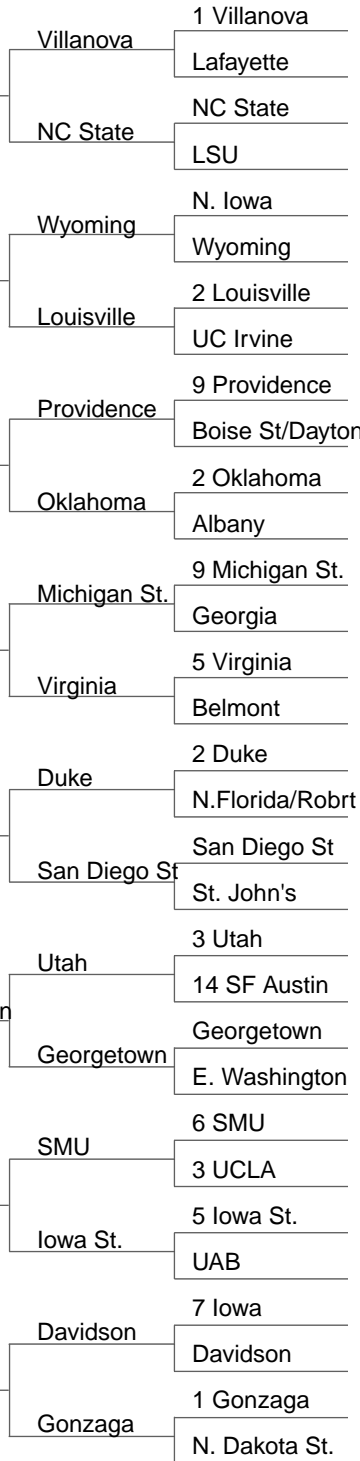 1 Villanova
Villanova
Lafayette
NC State
NC State
LSU
N. Iowa
Wyoming
Wyoming
2 Louisville
Louisville
UC Irvine
9 Providence
Providence
Boise St/Dayton
2 Oklahoma
Oklahoma
Albany
9 Michigan St.
Michigan St.
Georgia
5 Virginia
Virginia
Belmont
2 Duke
Duke
N.Florida/Robrt
San Diego St
San Diego St
St. John's
3 Utah
Utah
14 SF Austin
n
Georgetown
Georgetown
E. Washington
6 SMU
SMU
3 UCLA
5 Iowa St.
Iowa St.
UAB
7 Iowa
Davidson
Davidson
1 Gonzaga
Gonzaga
N. Dakota St.